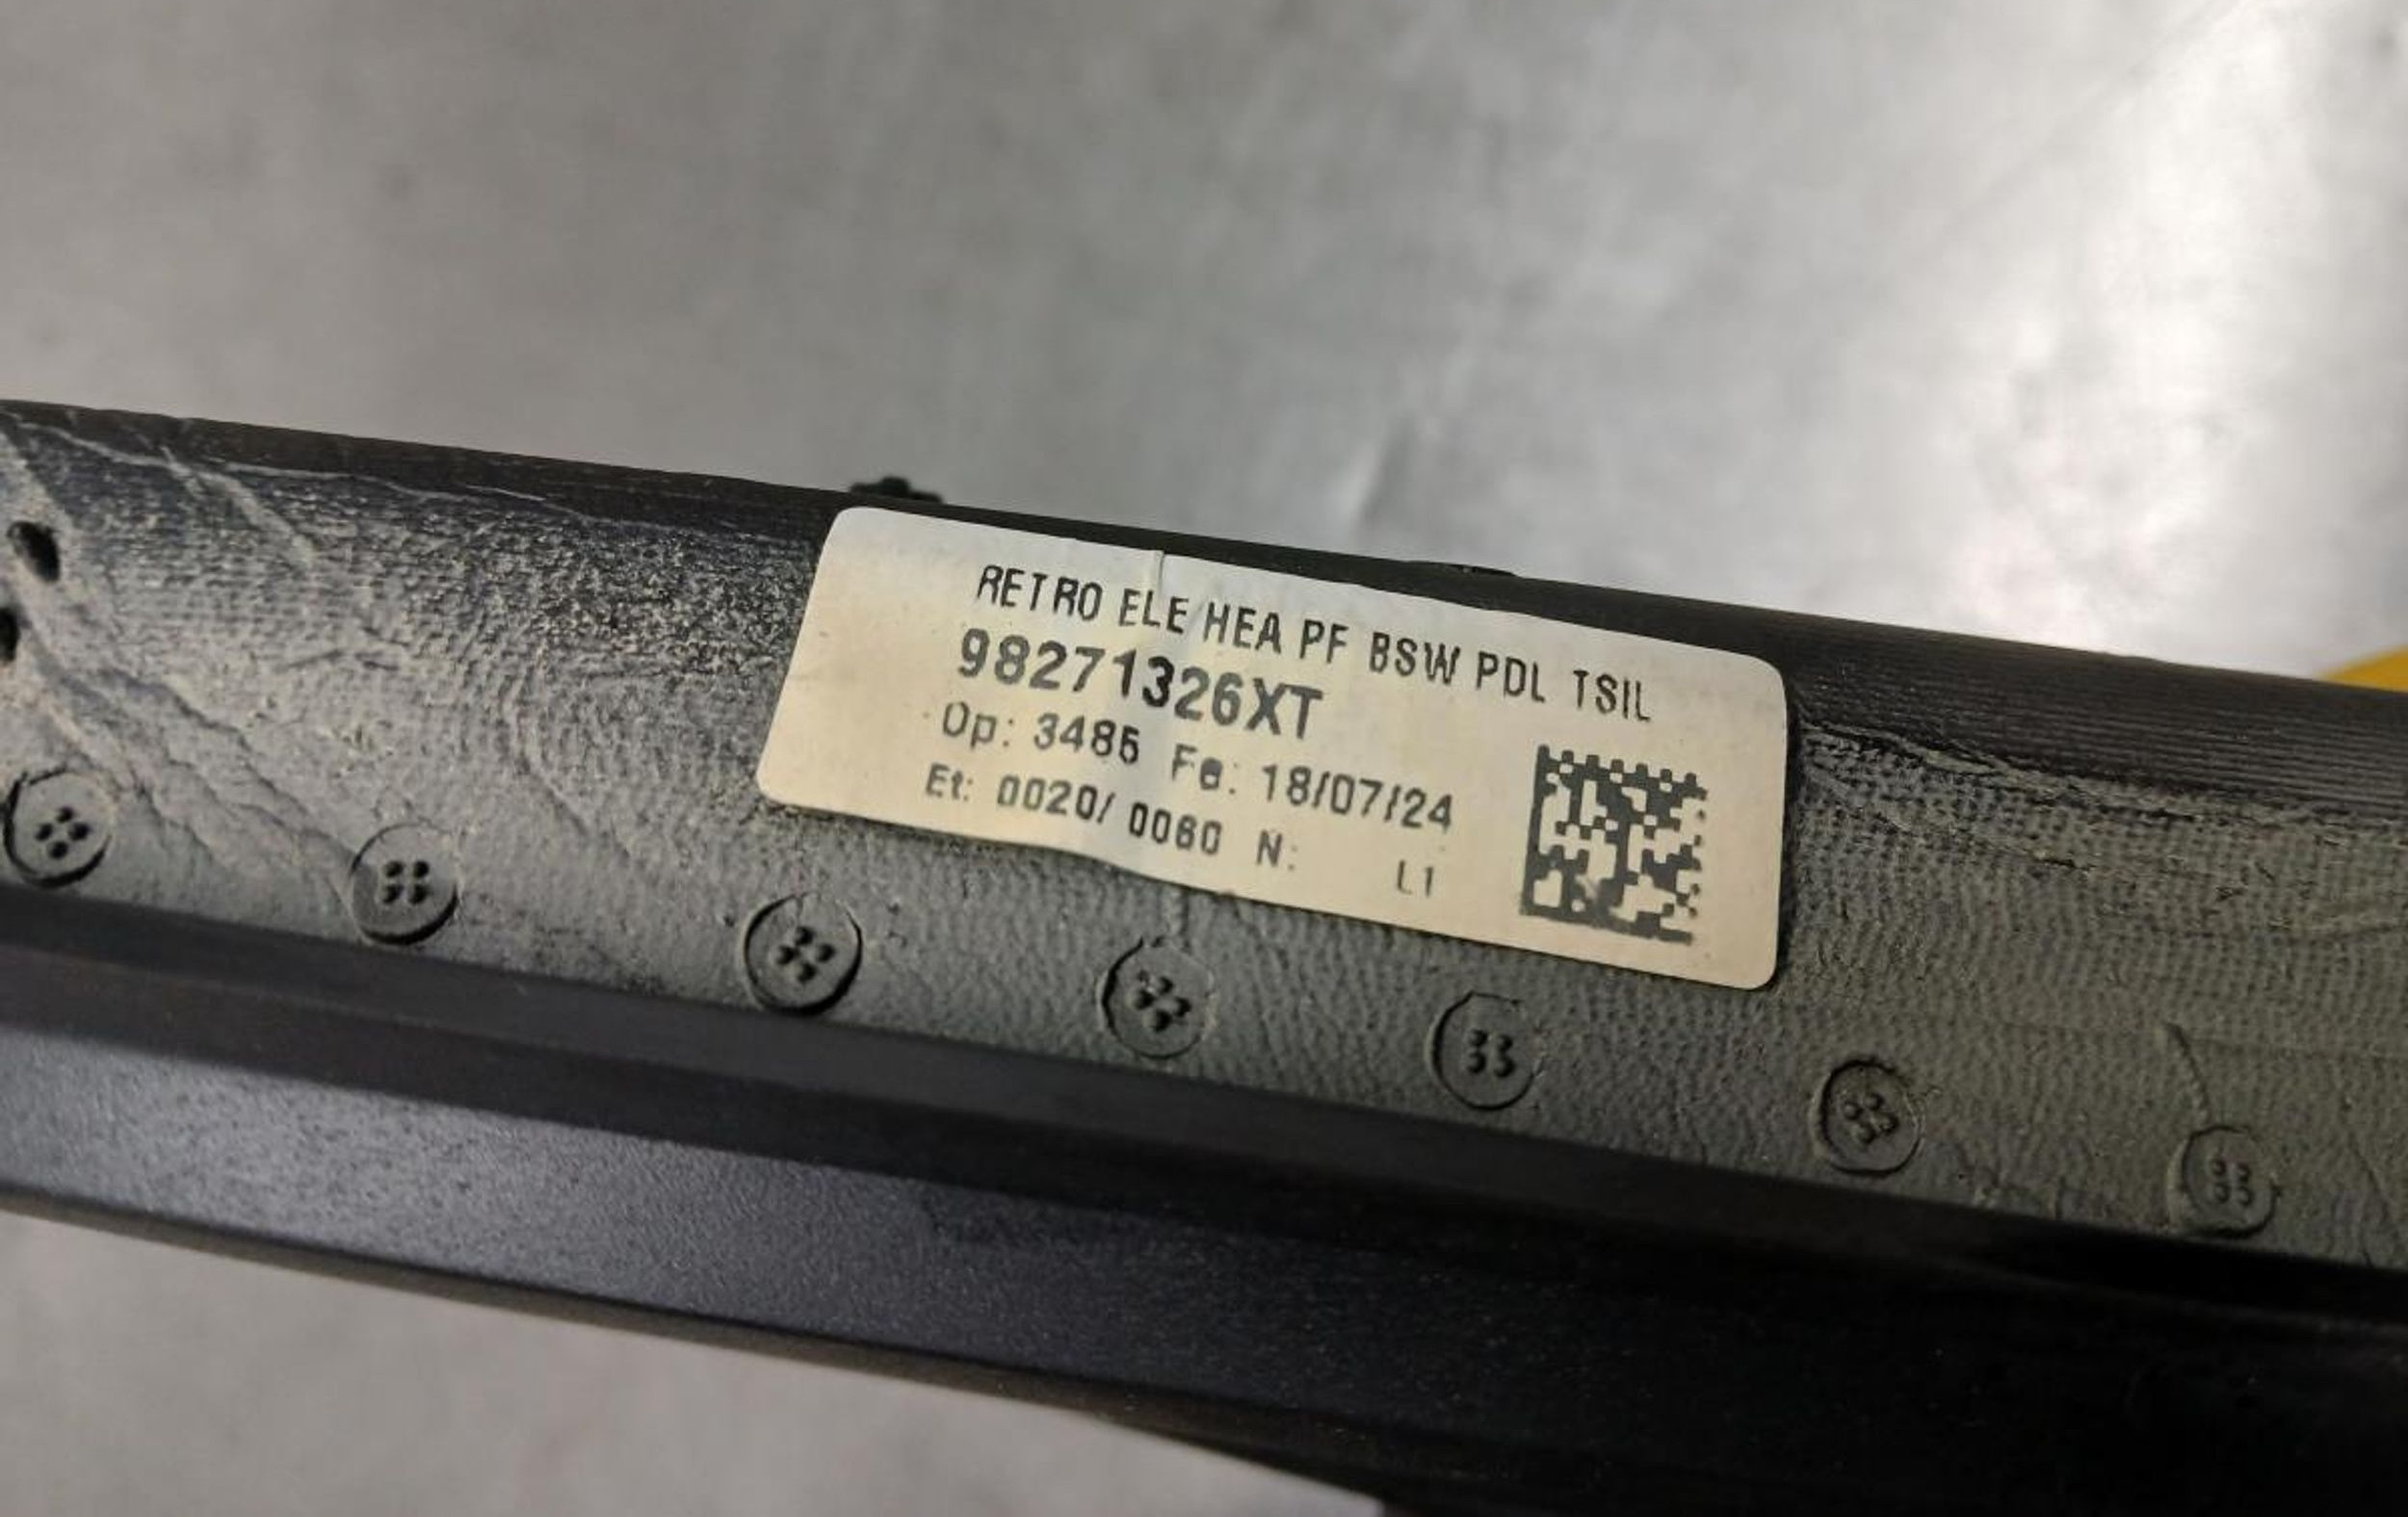 RETRO ELE HEA PF BSW PDL TSIL
98271326XT
Op: 3485 Fe: 18/07/24
Et: 0020/ 0060 N: L1